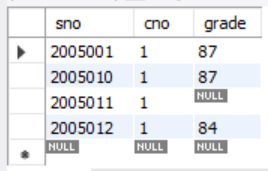 sno cno grade
2005001 1 87
2005010 1 87
2005011 1 NULL
2005012 1 84
NULL NULL NULL